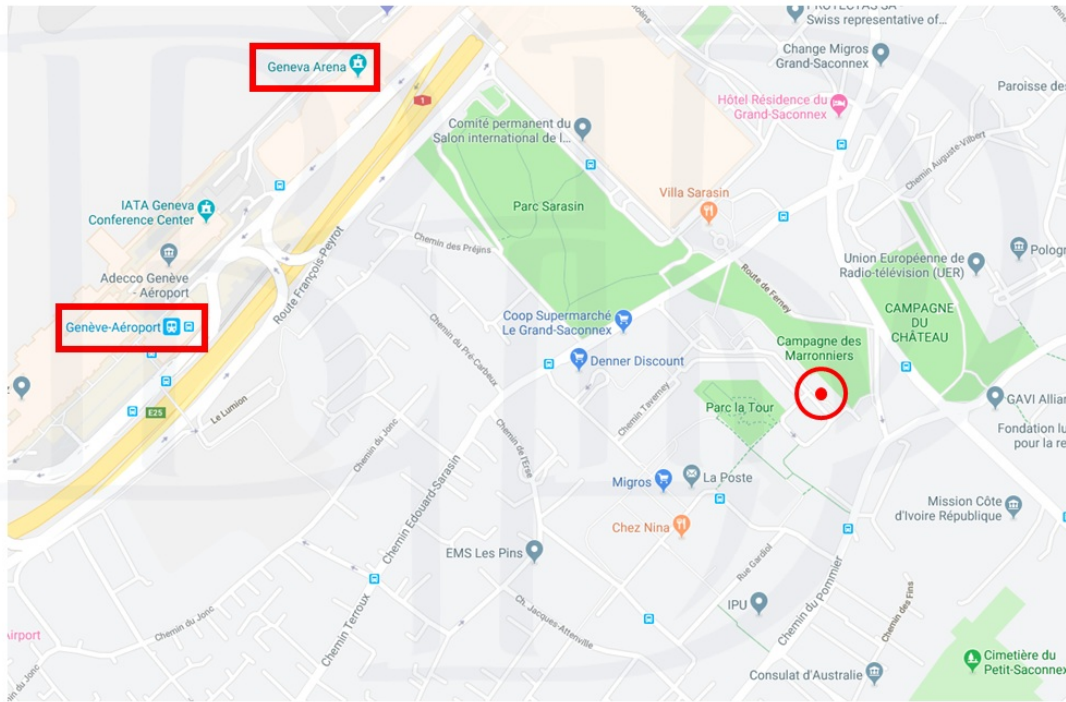 PROTECTAS SA -
Swiss representative of...
Geneva Arena
Change Migros
Grand-Saconnex
Paroisse des
Hôtel Résidence du
Grand-Saconnex
1
Comité permanent du
Salon international de l...
Chemin Auguste-Vilbert
IATA Geneva
Conference Center
Parc Sarasin
Villa Sarasin
Chemin des Préjins
Route François-Peyrot
Union Européenne de
Radio-télévision (UER)
Pologn
Adecco Genève
- Aéroport
Route de Ferney
Genève-Aéroport
Coop Supermarché
Le Grand-Saconnex
CAMPAGNE
DU
CHÂTEAU
Campagne des
Marronniers
Chemin du Pré-Carbeux
Denner Discount
E25
Le Lumion
Chemin Taverney
Parc la Tour
GAVI Allian
Fondation lu
pour la re
Chemin du Jonc
Chemin de l'Erse
Chemin Edouard-Sarasin
Migros
La Poste
Mission Côte
d'Ivoire République
Chez Nina
EMS Les Pins
Rue Gardiol
IPU
Chemin du Pommier
Chemin des Fins
Ch. Jacques-Attenville
Chemin Terroux
Chemin du Jonc
Airport
Cimetière du
Petit-Saconnex
Consulat d'Australie